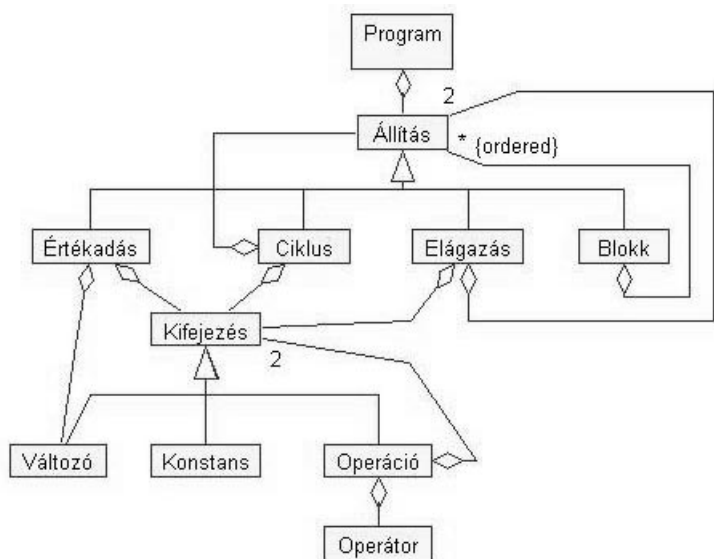 Program
2
Állítás
* {ordered}
Értékadás
Ciklus
Elágazás
Blokk
Kifejezés
2
Változó
Konstans
Operáció
Operátor